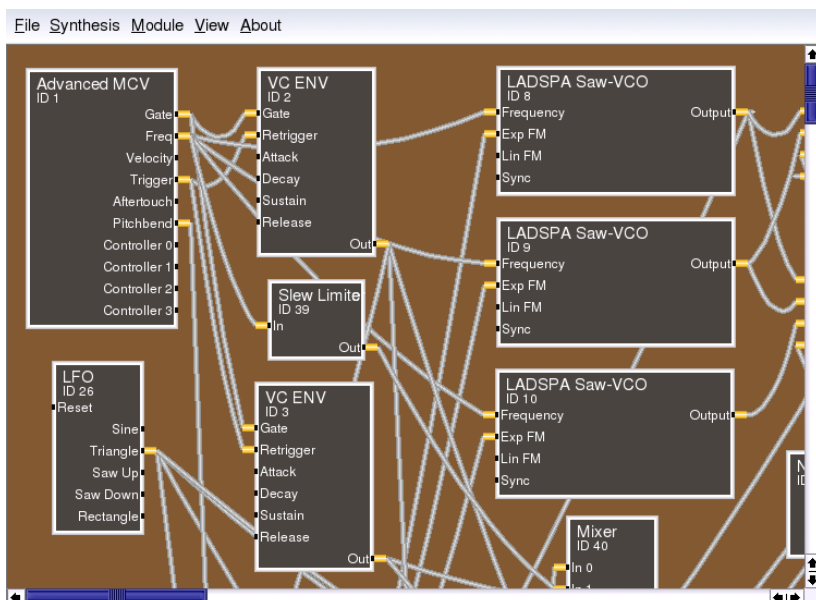 File Synthesis Module View About
Advanced MCV
ID 1
Gate
Freq
Velocity
Trigger
Aftertouch
Pitchbend
Controller 0
Controller 1
Controller 2
Controller 3
VC ENV
ID 2
Gate
Retrigger
Attack
Decay
Sustain
Release
Out
LADSPA Saw-VCO
ID 8
Frequency
Output
Exp FM
Lin FM
Sync
LADSPA Saw-VCO
ID 9
Frequency
Output
Exp FM
Lin FM
Sync
Slew Limite
ID 39
In
Out
LFO
ID 26
Reset
Sine
Triangle
Saw Up
Saw Down
Rectangle
VC ENV
ID 3
Gate
Retrigger
Attack
Decay
Sustain
Release
Out
LADSPA Saw-VCO
ID 10
Frequency
Output
Exp FM
Lin FM
Sync
Mixer
ID 40
In 0
In 1